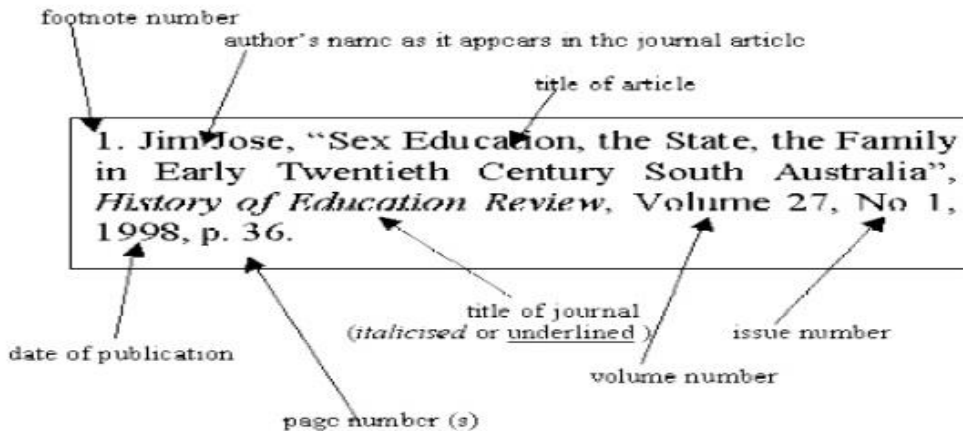 footnote number
author's name as it appears in the journal article
title of article
1. Jim Jose, “Sex Education, the State, the Family
in Early Twentieth Century South Australia”,
History of Education Review, Volume 27, No 1,
1998, p. 36.
title of journal
(italicised or underlined )
issue number
date of publication
volume number
page number (s)